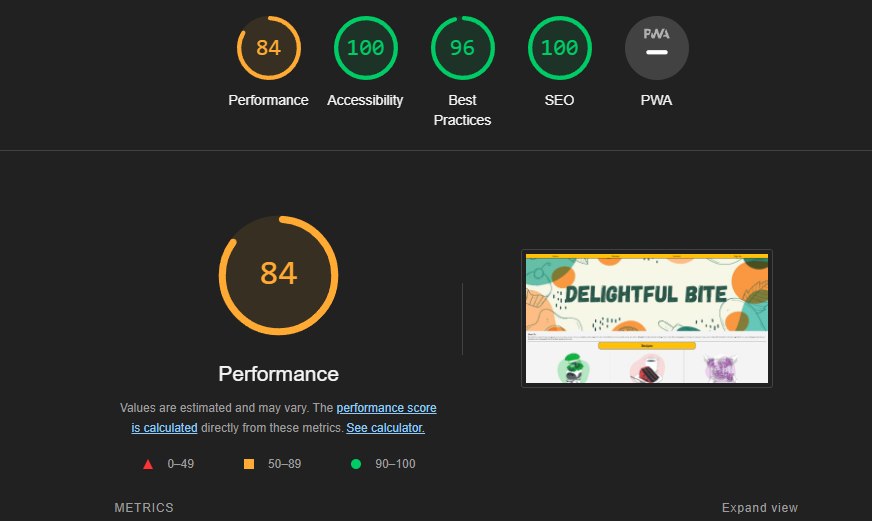 84
100
96
100
PWA
Performance
Accessibility
Best
Practices
SEO
PWA
84
DELIGHTFUL BITE
Recipes
Performance
Values are estimated and may vary. The performance score
is calculated directly from these metrics. See calculator.
0–49
50–89
90–100
METRICS
Expand view